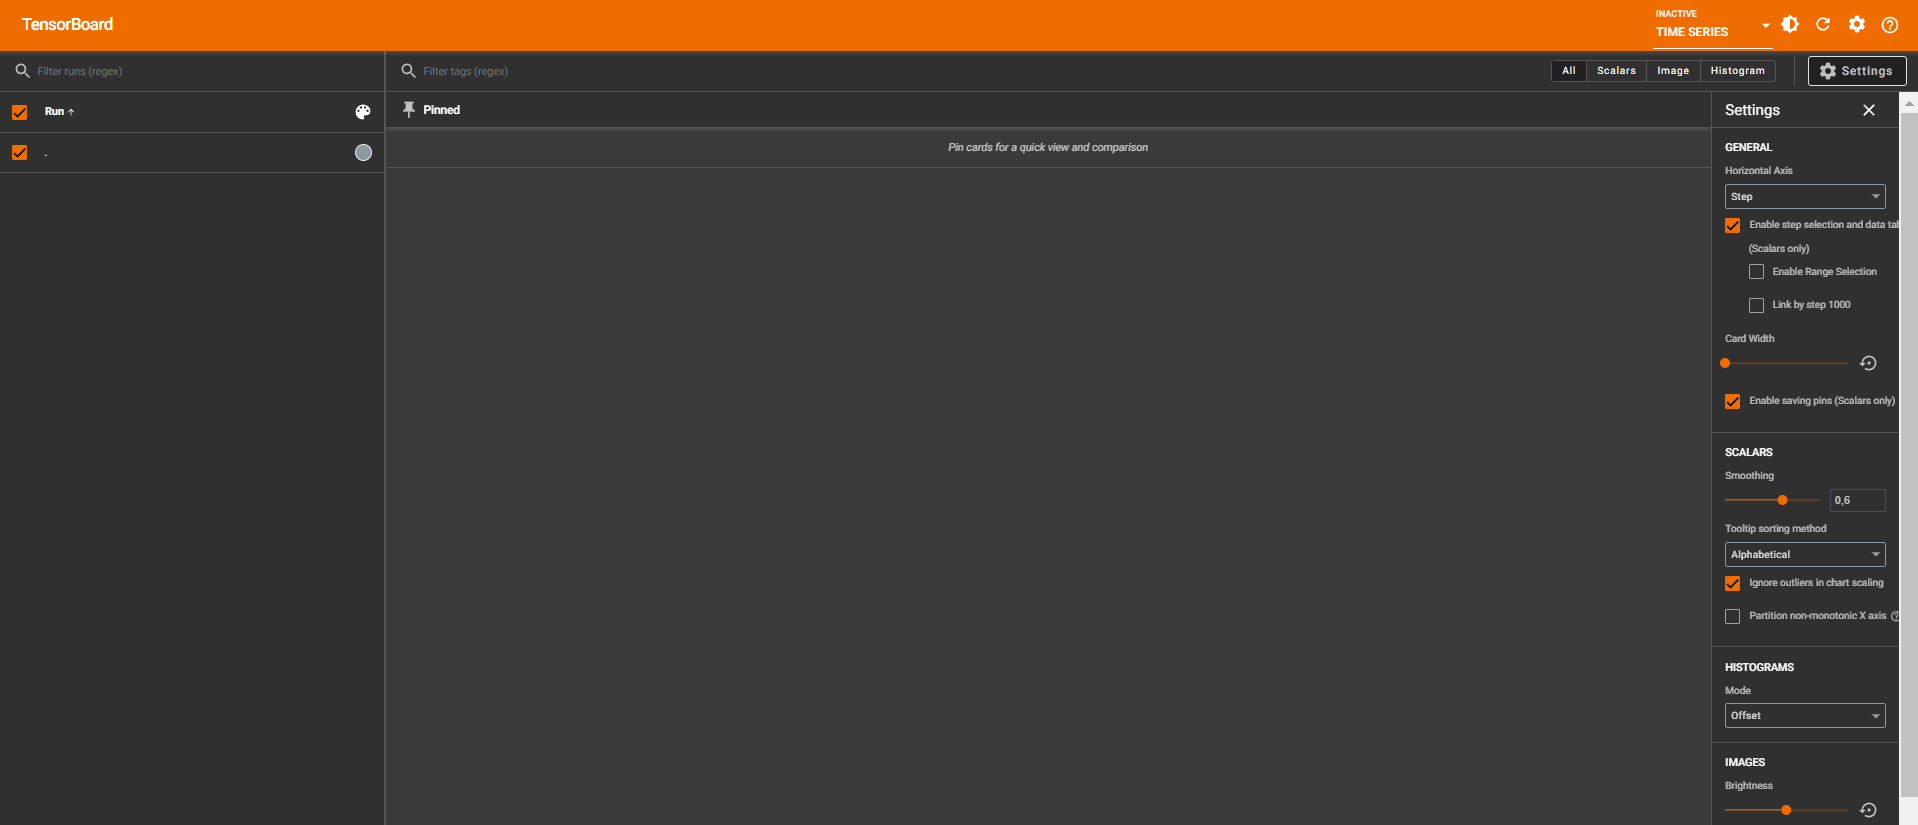 TensorBoard
INACTIVE
TIME SERIES
Filter runs (regex)
Filter tags (regex)
All
Scalars
Image
Histogram
Settings
Run
.
Pinned
Pin cards for a quick view and comparison
Settings
GENERAL
Horizontal Axis
Step
Enable step selection and data
(Scalars only)
Enable Range Selection
Link by step 1000
Card Width
Enable saving pins (Scalars only)
SCALARS
Smoothing
0,6
Tooltip sorting method
Alphabetical
Ignore outliers in chart scaling
Partition non-monotonic X axis
HISTOGRAMS
Mode
Offset
IMAGES
Brightness